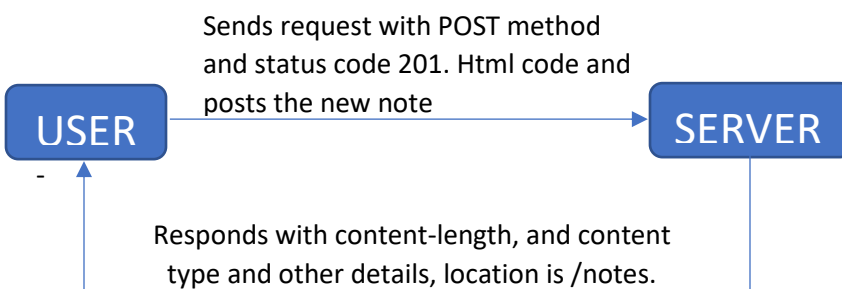 Sends request with POST method
and status code 201. Html code and
posts the new note
USER
SERVER
-
Responds with content-length, and content
type and other details, location is /notes.